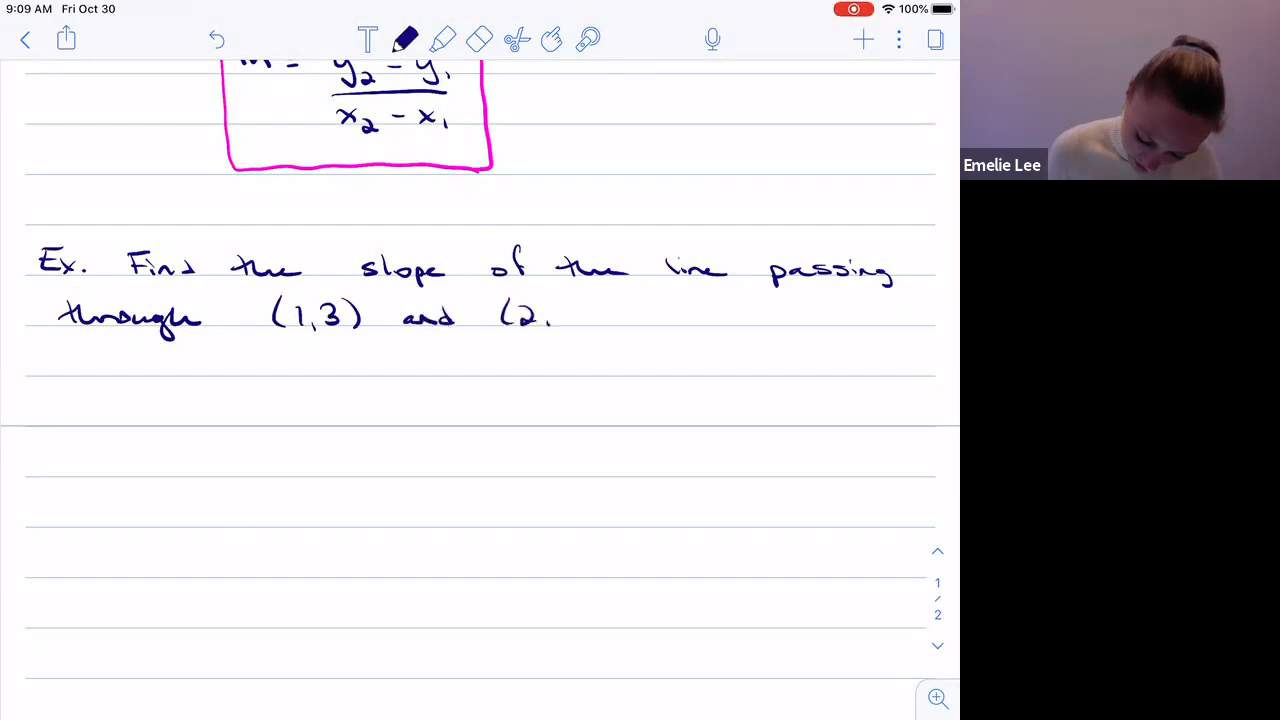 9:09 AM Fri Oct 30
100%
m = y₂ - y₁
x₂ - x₁
Emelie Lee
Ex. Find the slope of the line passing
through (1,3) and (2,
1
/
2